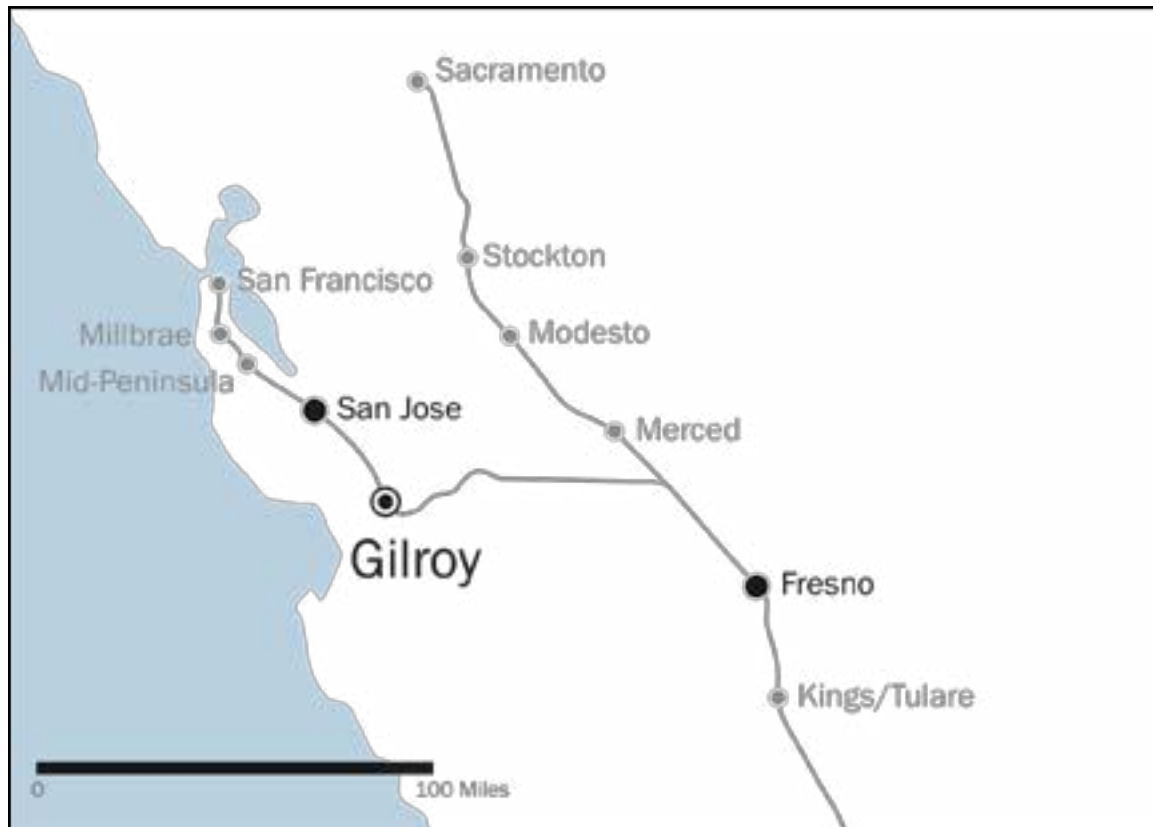 Sacramento
Stockton
San Francisco
Modesto
Millbrae
Mid-Peninsula
San Jose
Merced
Gilroy
Fresno
Kings/Tulare
0
100 Miles